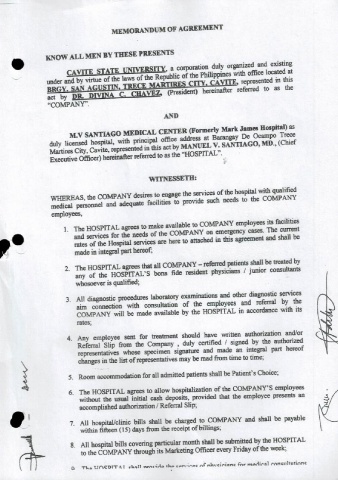 MEMORANDUM OF AGREEMENT
KNOW ALL MEN BY THESE PRESENTS
CAVITE STATE UNIVERSITY, a corporation duly organized and existing
under and by virtue of the laws of the Republic of the Philippines with office located at
BRGY, SAN AGUSTIN, TRECE MARTIRES CITY, CAVITE, represented in this
act by DR. DIVINA C. CHAVEZ, (President) hereinafter referred to as the
"COMPANY".
AND
M.V SANTIAGO MEDICAL CENTER (Formerly Mark James Hospital) as
duly licensed hospital, with principal office address at Barangay De Ocampo Trece
Martires City, Cavite, represented in this act by MANUEL V. SANTIAGO, MD., (Chief
Executive Officer) hereinafter referred to as the "HOSPITAL".
WITNESSETH:
WHEREAS, the COMPANY desires to engage the services of the hospital with qualified
medical personnel and adequate facilities to provide such needs to the COMPANY
employees,
1. The HOSPITAL agrees to make available to COMPANY employees its facilities
and services for the needs of the COMPANY on emergency cases. The current
rates of the Hospital services are here to attached in this agreement and shall be
made in integral part hereof;
2. The HOSPITAL agrees that all COMPANY – referred patients shall be treated by
any of the HOSPITAL'S bona fide resident physicians / junior consultants
whosoever is qualified;
3. All diagnostic procedures laboratory examinations and other diagnostic services
aim connection with consultation of the employees and referral by the
COMPANY will be made available by the HOSPITAL in accordance with its
rates;
4. Any employee sent for treatment should have written authorization and/or
Referral Slip from the Company , duly certified / signed by the authorized
representatives whose specimen signature and made an integral part hereof
changes in the list of representatives may be read from time to time;
5. Room accommodation for all admitted patients shall be Patient's Choice;
6. The HOSPITAL agrees to allow hospitalization of the COMPANY'S employees
without the usual initial cash deposits, provided that the employee presents an
accomplished authorization / Referral Slip;
7. All hospital/clinic bills shall be charged to COMPANY and shall be payable
within fifteen (15) days from the receipt of billings;
8. All hospital bills covering particular month shall be submitted by the HOSPITAL
to the COMPANY through its Marketing Officer every Friday of the week;
9. The HOSPITAL shall provide the services of physicians for medical consultations